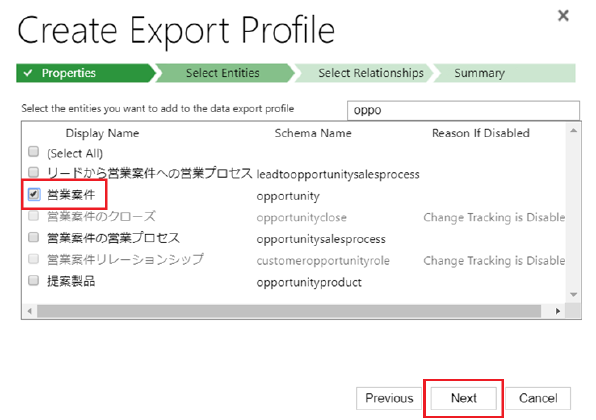 Create Export Profile
Properties Select Entities Select Relationships Summary
Select the entities you want to add to the data export profile oppo
Display Name Schema Name Reason If Disabled
(Select All)
リードから営業案件への営業プロセス leadtoopportunitysalesprocess
営業案件 opportunity
営業案件のクローズ opportunityclose Change Tracking is Disable
営業案件の営業プロセス opportunitysalesprocess
営業案件リレーションシップ customeropportunityrole Change Tracking is Disable
提案製品 opportunityproduct
Previous Next Cancel